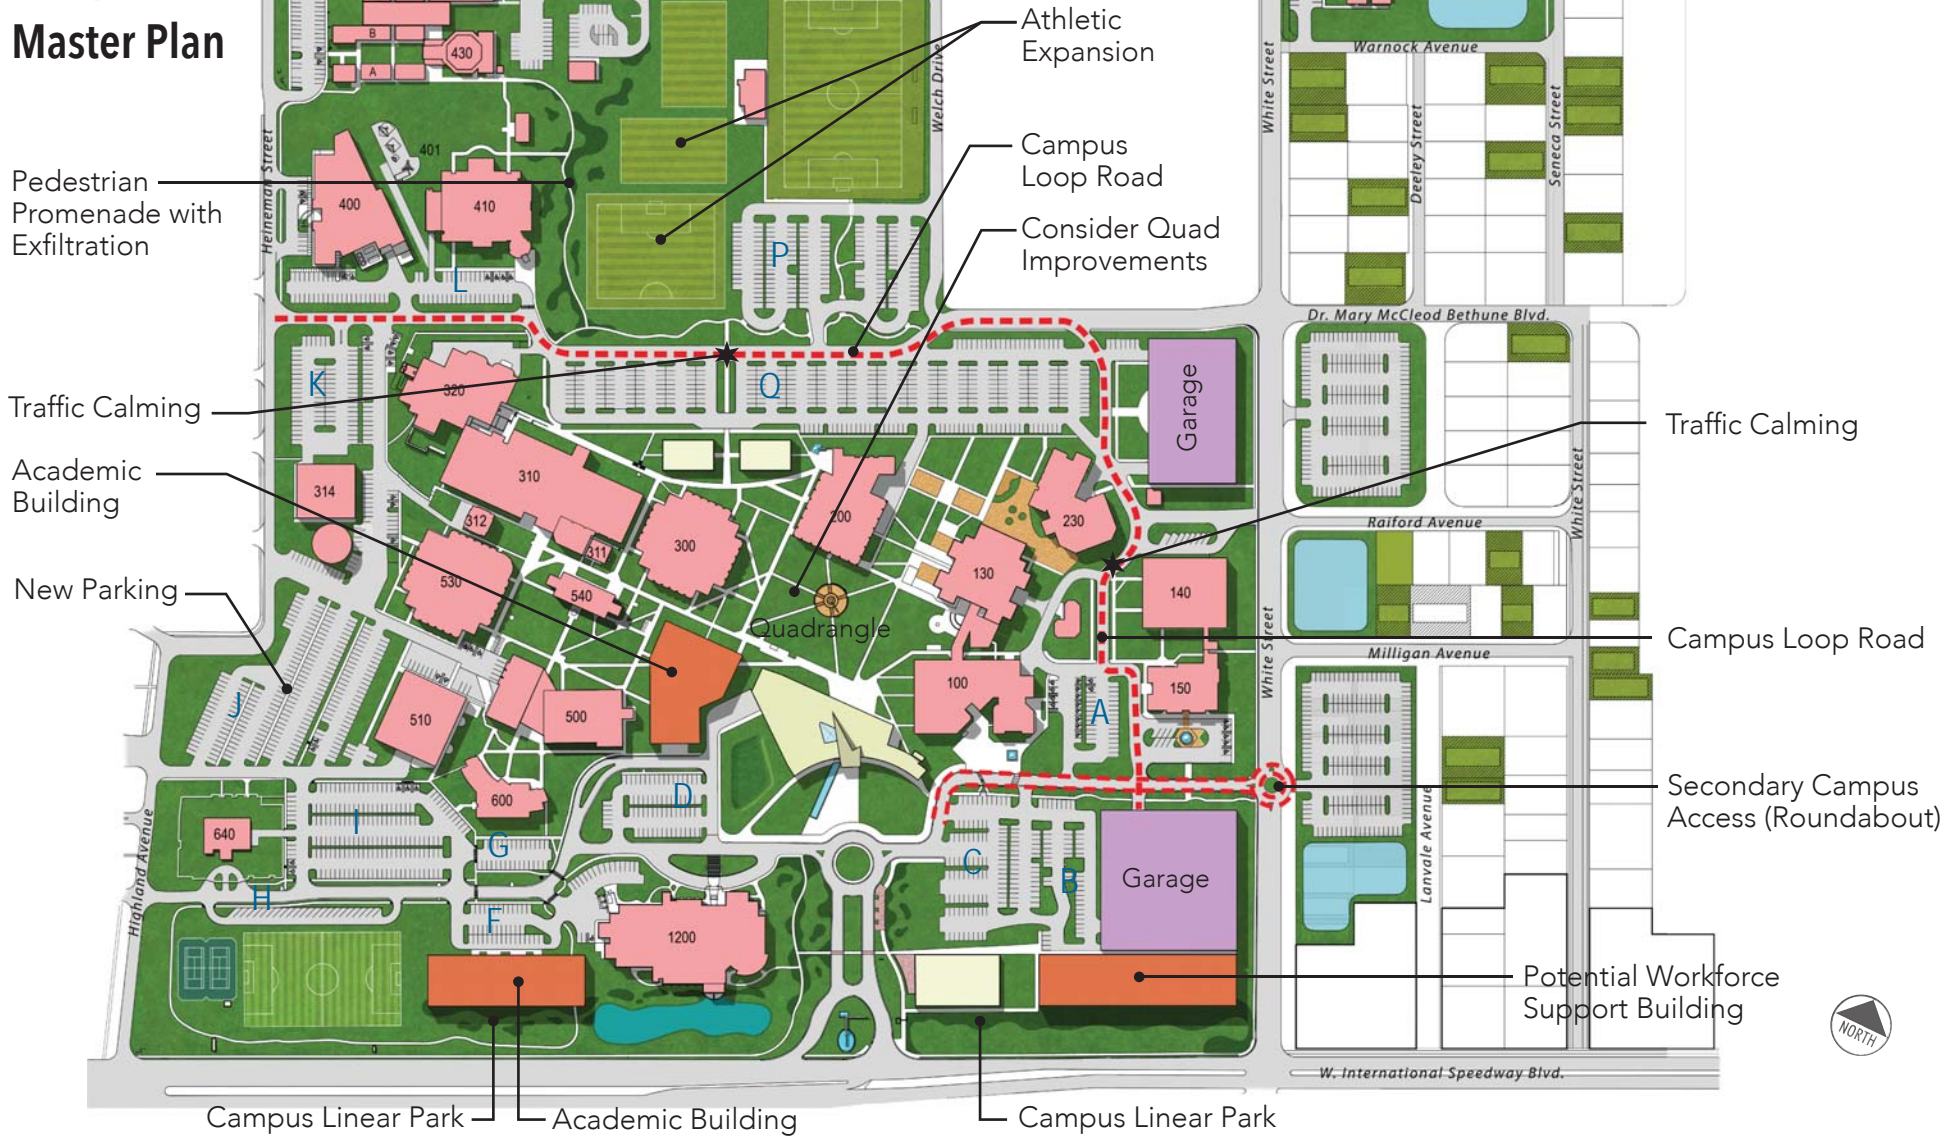 Master Plan
Athletic
Expansion
Campus
Loop Road
Consider Quad
Improvements
Pedestrian
Promenade with
Exfiltration
Traffic Calming
Academic
Building
New Parking
Traffic Calming
Campus Loop Road
Secondary Campus
Access (Roundabout)
Potential Workforce
Support Building
Campus Linear Park
Academic Building
Campus Linear Park
Heineman Street
Welch Drive
White Street
Warnock Avenue
Deeley Street
Seneca Street
Dr. Mary McCleod Bethune Blvd.
Raiford Avenue
White Street
White Street
Milligan Avenue
Lanvale Avenue
Highland Avenue
W. International Speedway Blvd.
B
A
430
400
401
410
L
P
K
320
Q
Garage
314
310
312
311
300
200
230
530
540
130
140
Quadrangle
J
510
500
100
A
150
600
D
I
640
G
C
B
Garage
H
F
1200
NORTH